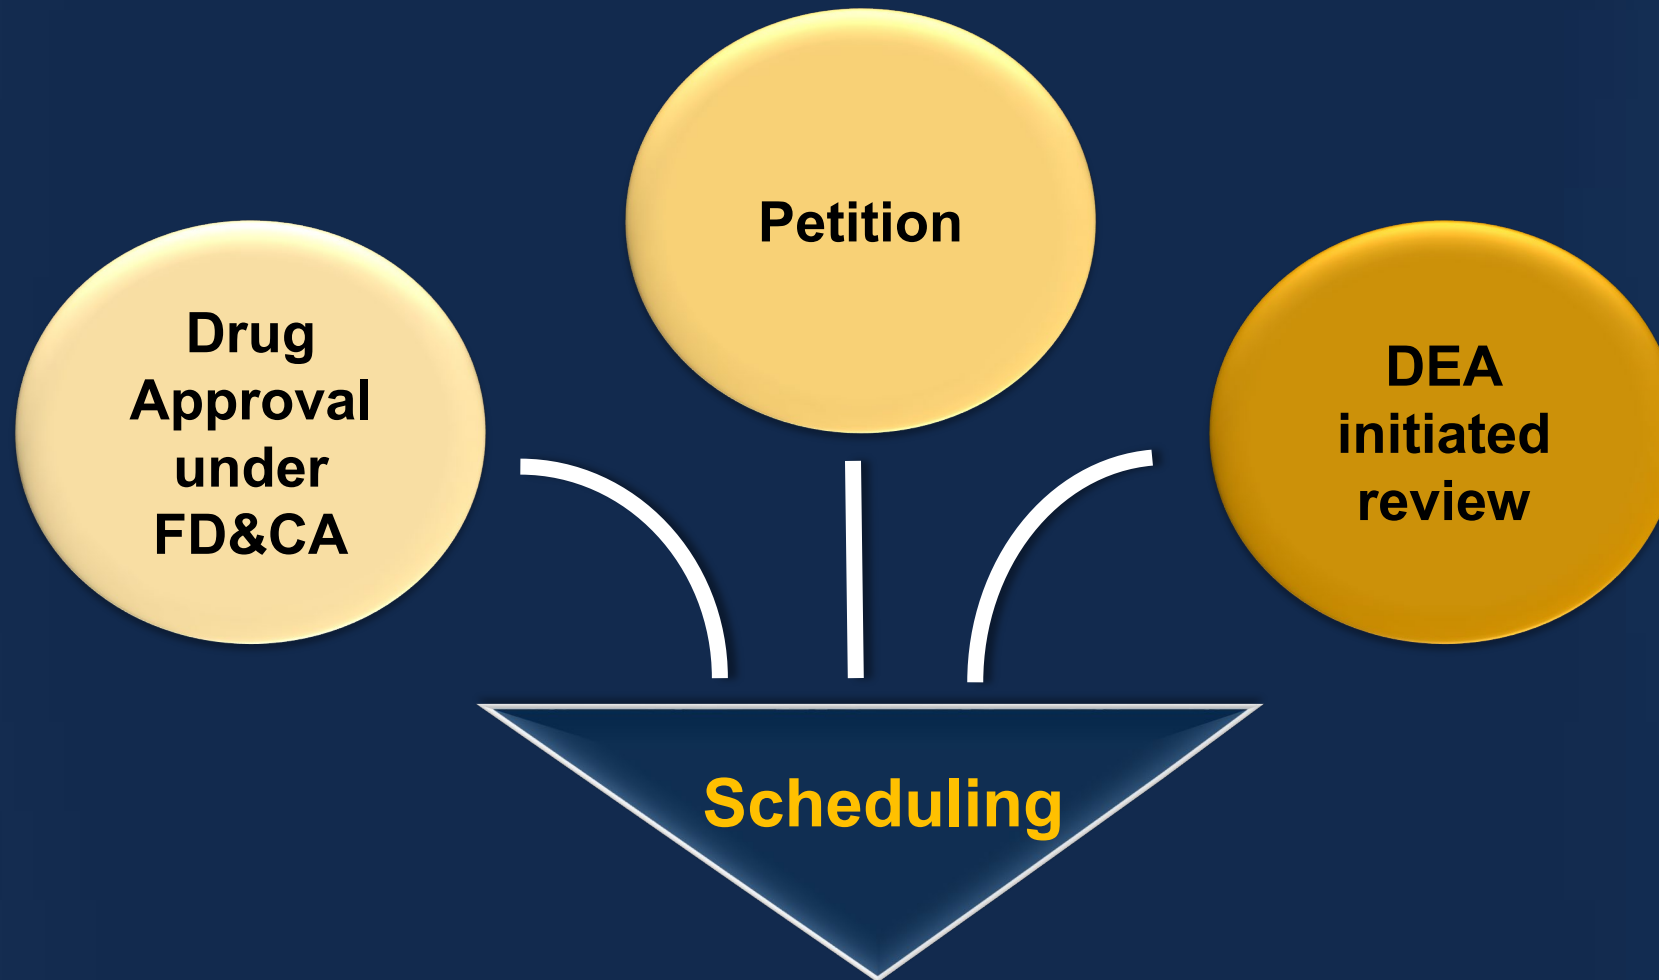 Petition
Drug
Approval
under
FD&CA
DEA
initiated
review
Scheduling